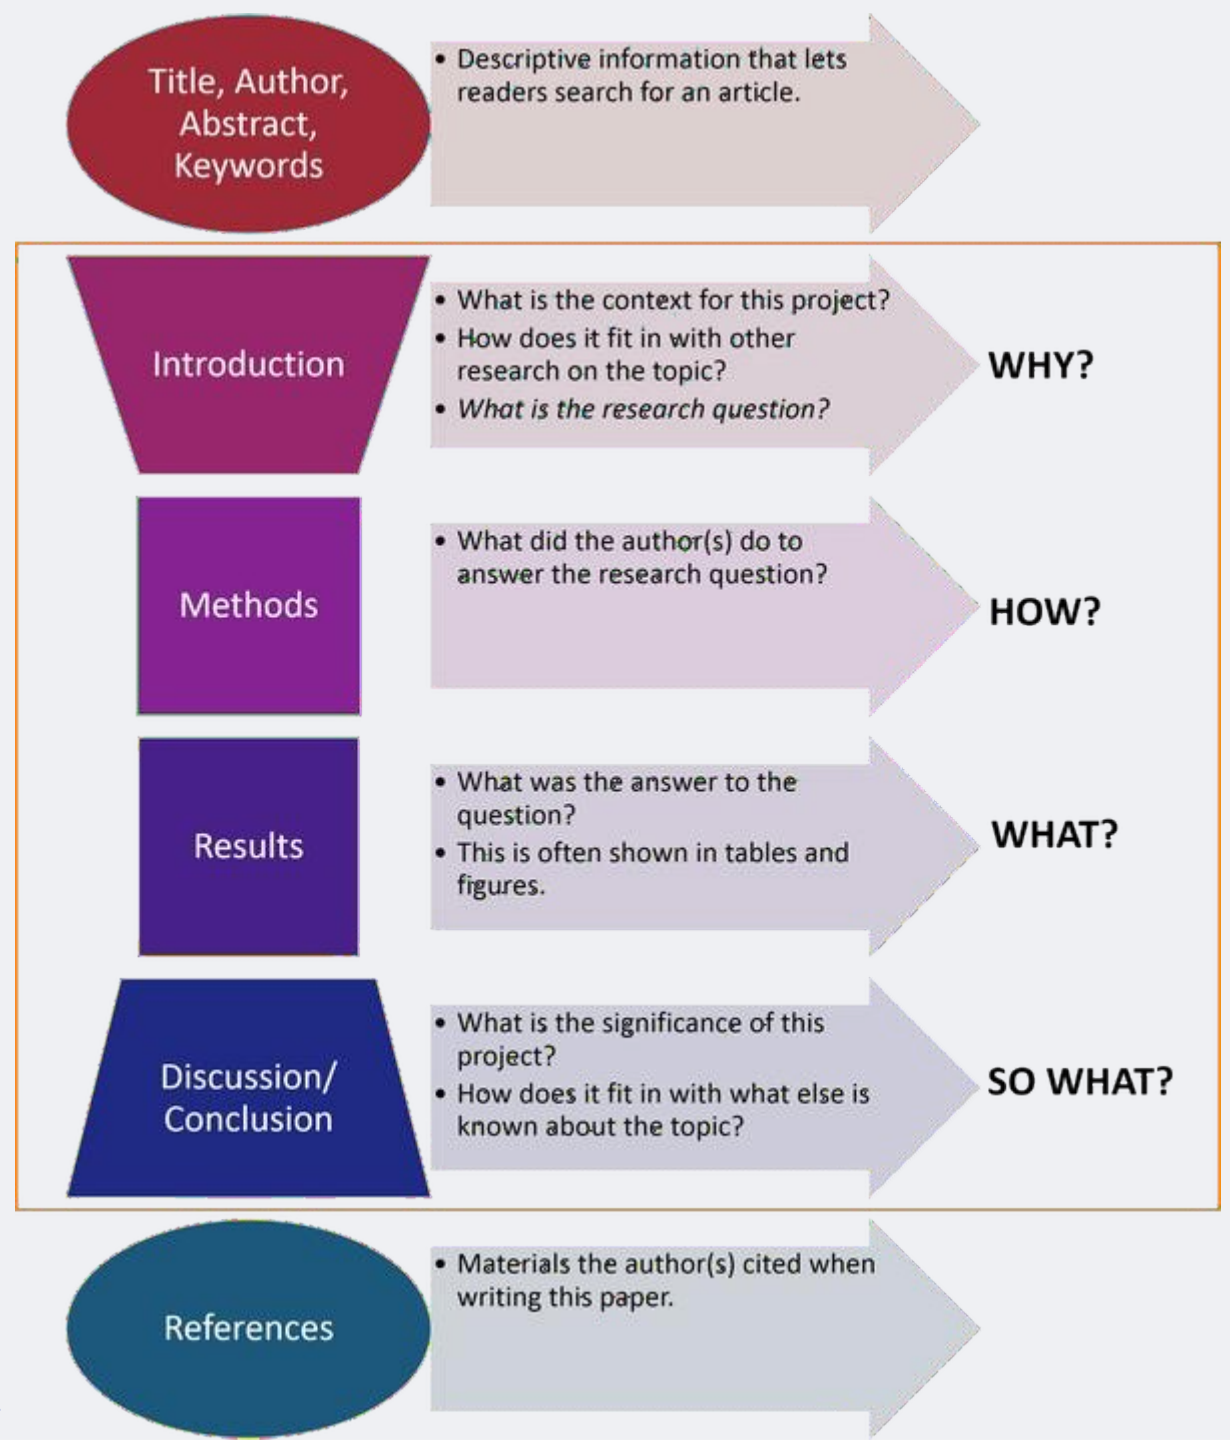 Title, Author,
Abstract,
Keywords
• Descriptive information that lets
readers search for an article.
Introduction
• What is the context for this project?
• How does it fit in with other
research on the topic?
• What is the research question?
WHY?
Methods
• What did the author(s) do to
answer the research question?
HOW?
Results
• What was the answer to the
question?
• This is often shown in tables and
figures.
WHAT?
Discussion/
Conclusion
• What is the significance of this
project?
• How does it fit in with what else is
known about the topic?
SO WHAT?
References
• Materials the author(s) cited when
writing this paper.